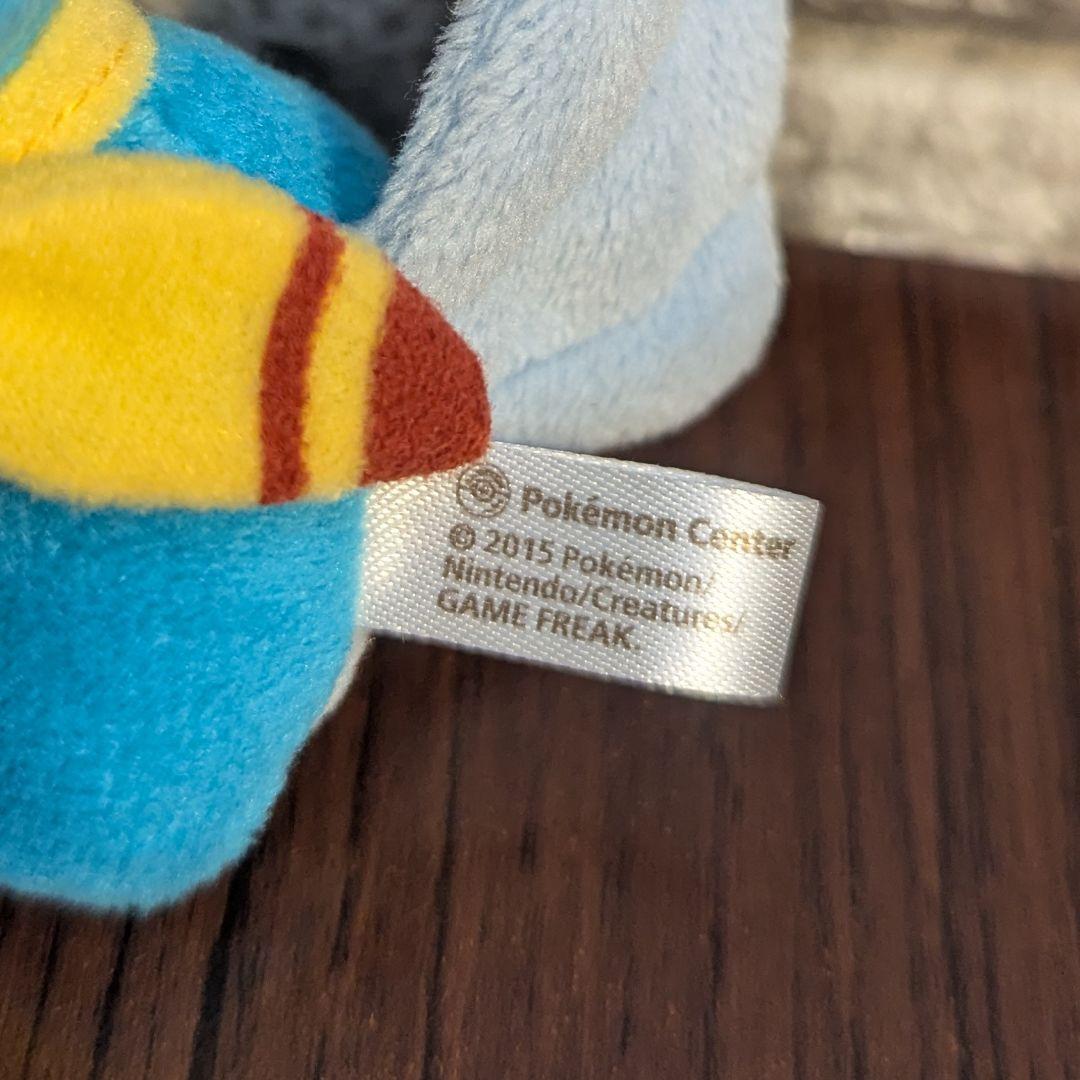 Pokémon Center
© 2015 Pokémon/
Nintendo/Creatures/
GAME FREAK.